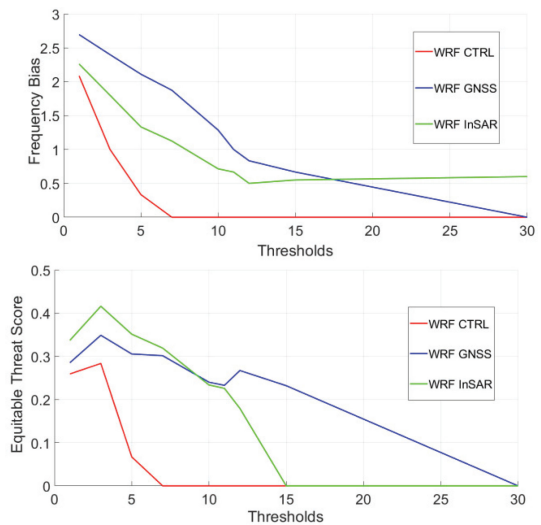 3
2.5
2
1.5
1
0.5
0
Frequency Bias
WRF CTRL
WRF GNSS
WRF InSAR
0 5 10 15 20 25 30
Thresholds
0.5
0.4
0.3
0.2
0.1
0
Equitable Threat Score
WRF CTRL
WRF GNSS
WRF InSAR
0 5 10 15 20 25 30
Thresholds